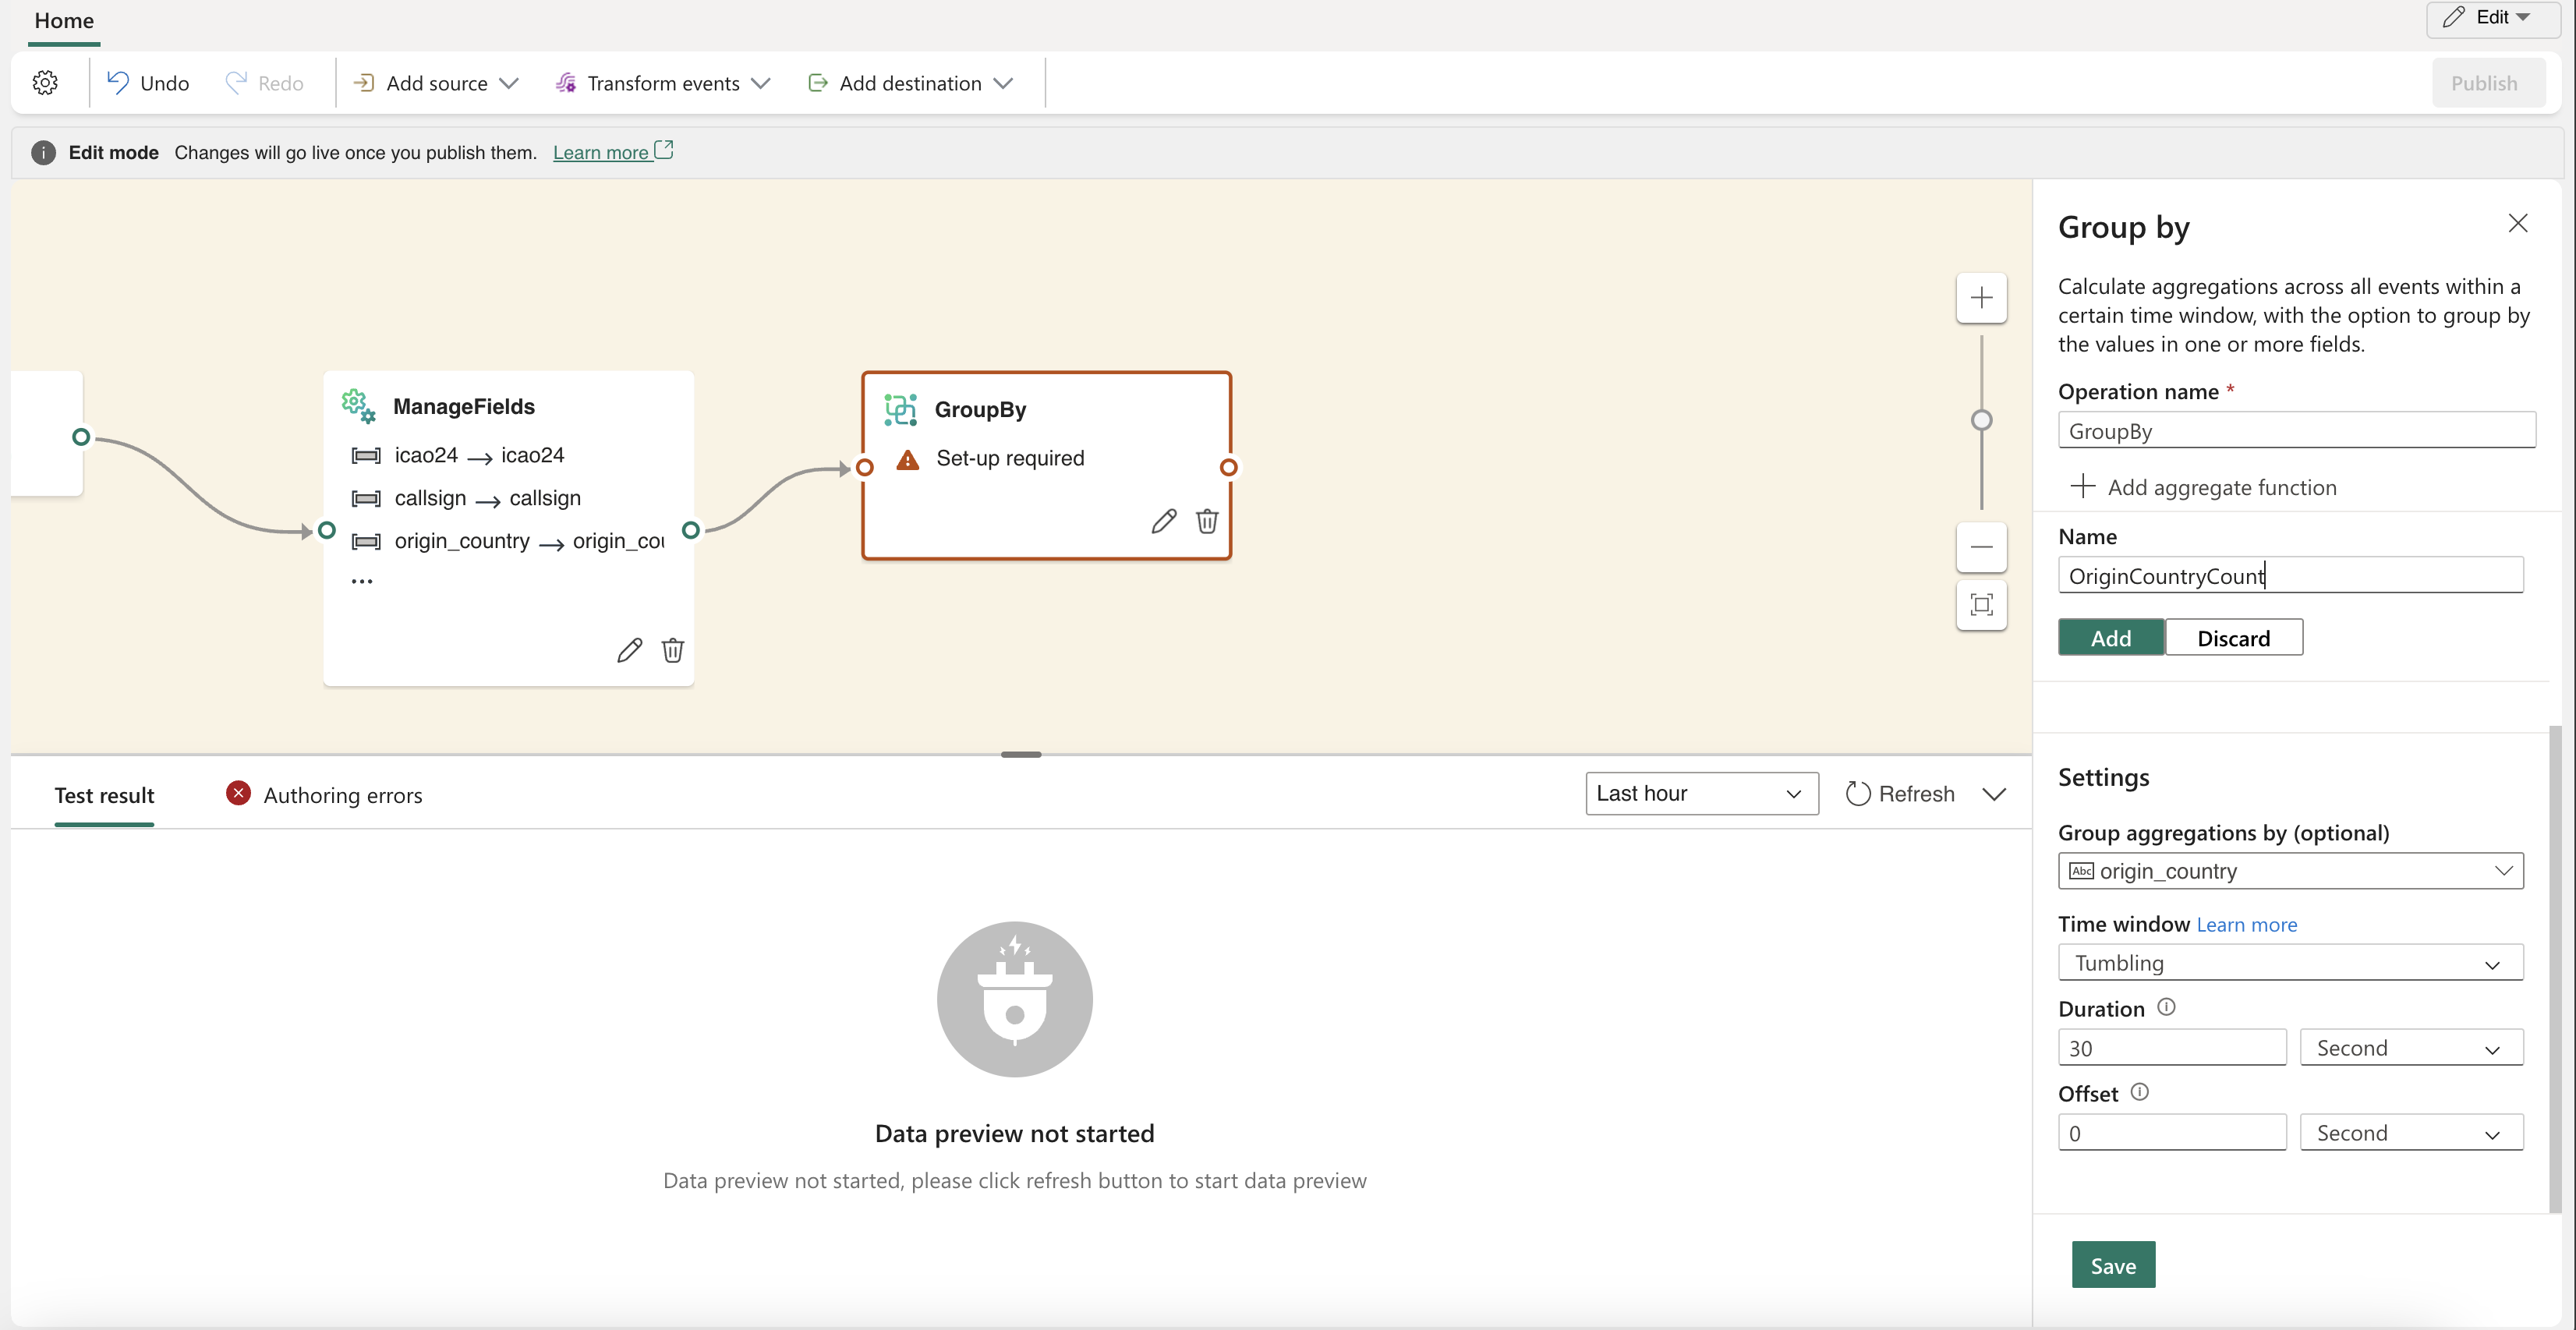 Home
Edit
Undo
Redo
Add source
Transform events
Add destination
Publish
Edit mode Changes will go live once you publish them. Learn more
ManageFields
icao24 → icao24
callsign → callsign
origin_country → origin_cou
...
GroupBy
Set-up required
Test result
Authoring errors
Last hour
Refresh
Data preview not started
Data preview not started, please click refresh button to start data preview
Group by
Calculate aggregations across all events within a
certain time window, with the option to group by
the values in one or more fields.
Operation name *
GroupBy
Add aggregate function
Name
OriginCountryCount
Add
Discard
Settings
Group aggregations by (optional)
Abc origin_country
Time window Learn more
Tumbling
Duration
30
Second
Offset
0
Second
Save